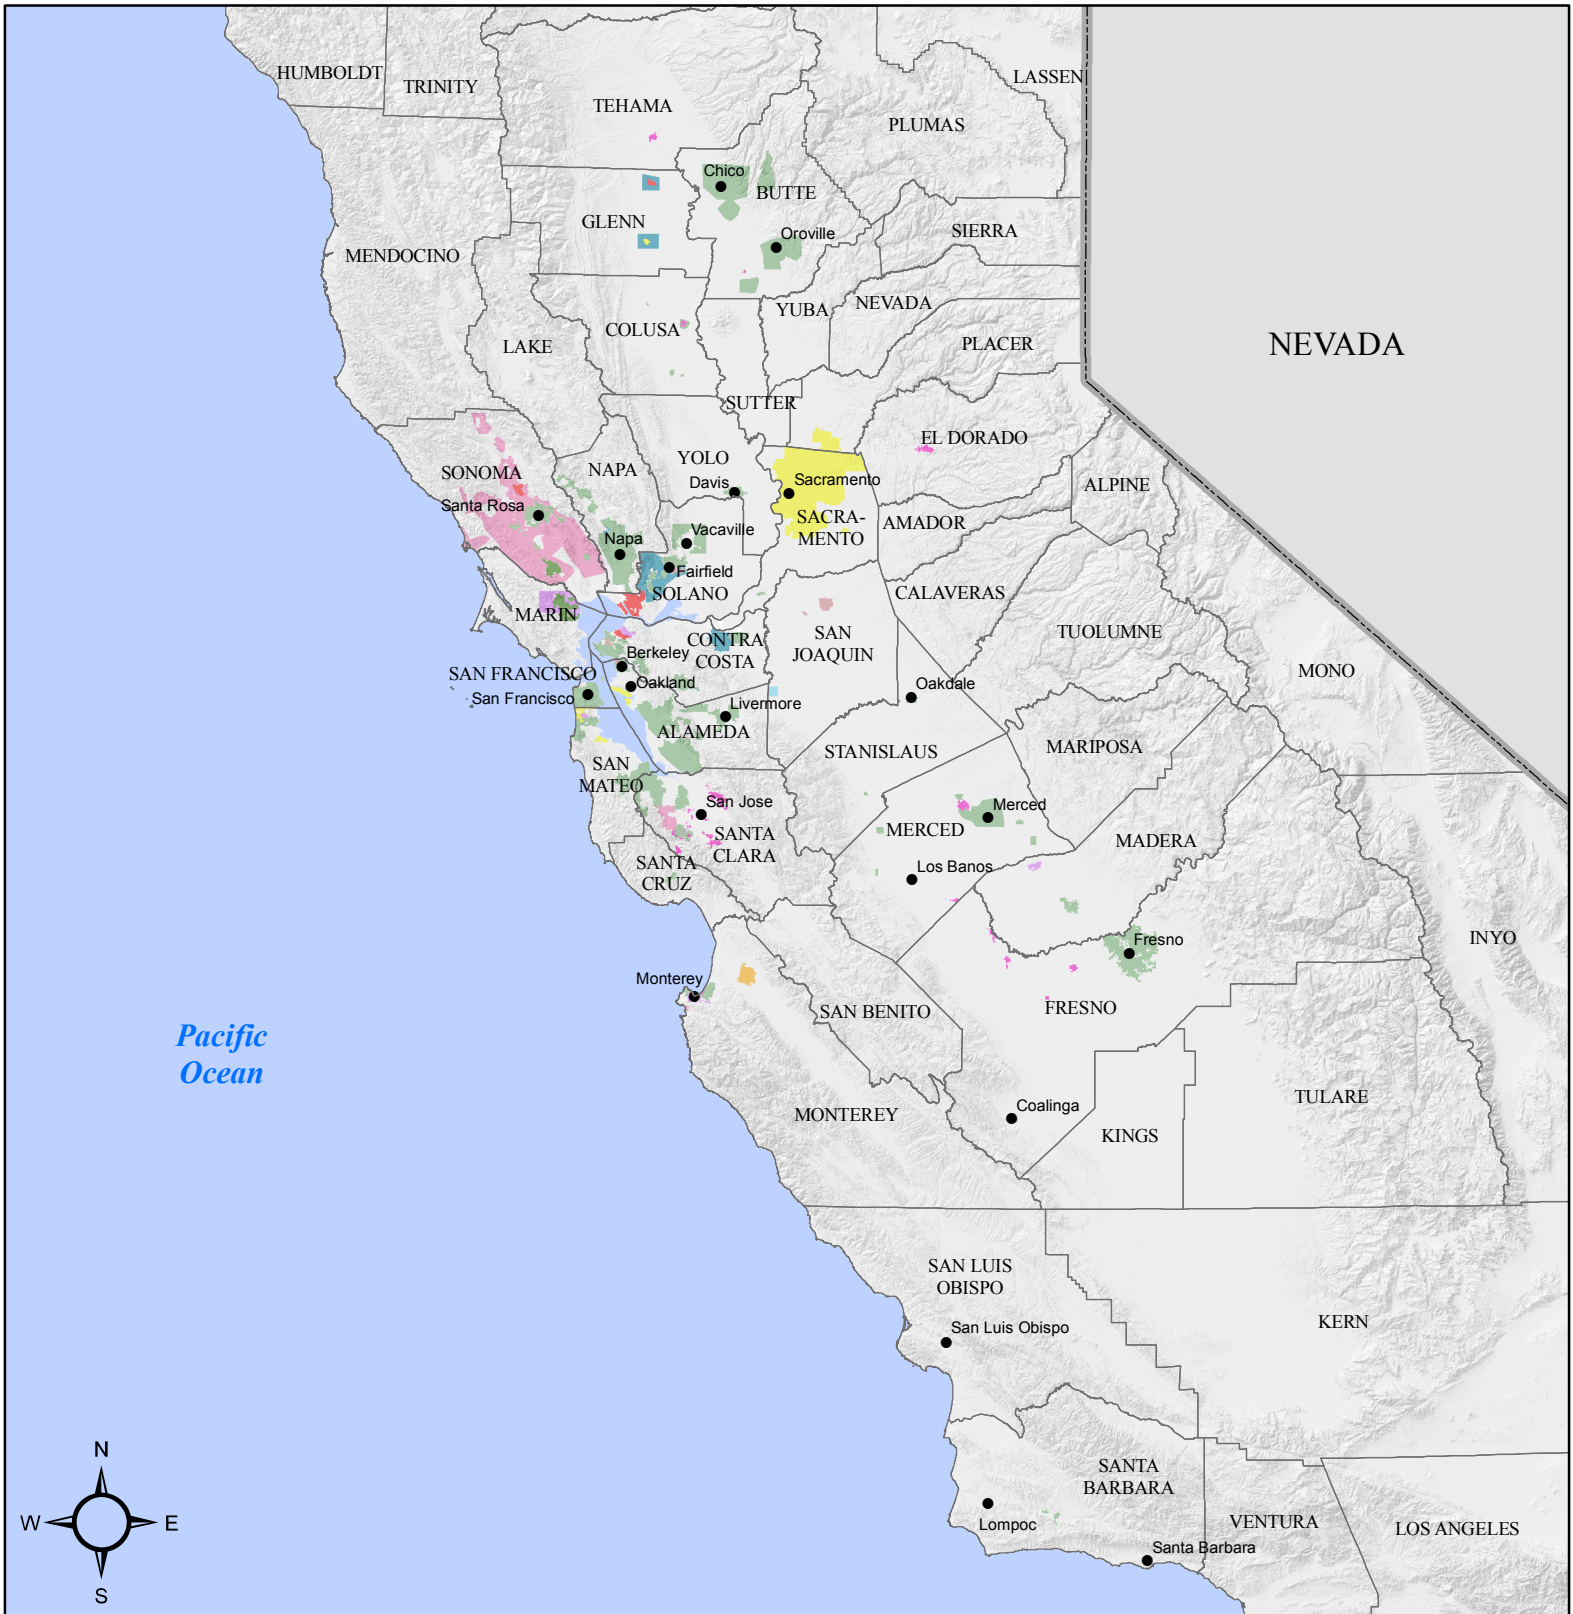 HUMBOLDT
TRINITY
LASSEN
TEHAMA
PLUMAS
Chico
BUTTE
GLENN
SIERRA
Oroville
MENDOCINO
YUBA
NEVADA
COLUSA
LAKE
PLACER
NEVADA
SUTTER
EL DORADO
SONOMA
NAPA
YOLO
Davis
Sacramento
ALPINE
Santa Rosa
SACRA-
MENTO
AMADOR
Napa
Vacaville
Fairfield
SOLANO
CALAVERAS
MARIN
SAN
JOAQUIN
TUOLUMNE
CONTRA
COSTA
Berkeley
MONO
SAN FRANCISCO
Oakland
San Francisco
Oakdale
Livermore
ALAMEDA
STANISLAUS
MARIPOSA
SAN
MATEO
San Jose
Merced
MERCED
SANTA
CLARA
MADERA
SANTA
CRUZ
Los Banos
Fresno
INYO
Monterey
SAN BENITO
FRESNO
Pacific
Ocean
MONTEREY
Coalinga
TULARE
KINGS
SAN LUIS
OBISPO
San Luis Obispo
KERN
SANTA
BARBARA
Lompoc
VENTURA
LOS ANGELES
Santa Barbara
N
W
E
S